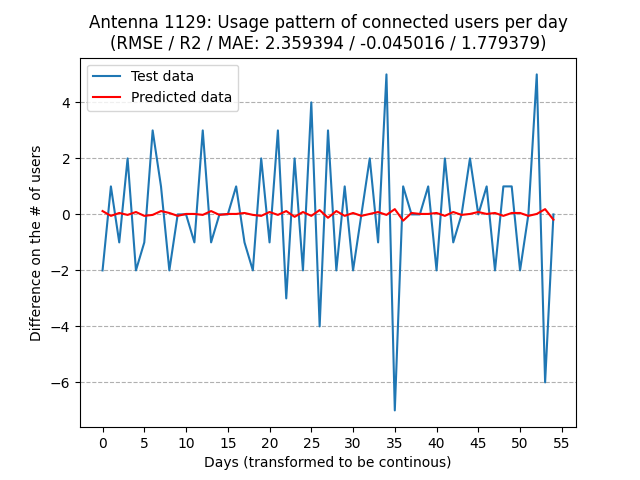 Antenna 1129: Usage pattern of connected users per day
(RMSE / R2 / MAE: 2.359394 / -0.045016 / 1.779379)
Test data
Predicted data
Difference on the # of users
4
2
0
−2
−4
−6
0 5 10 15 20 25 30 35 40 45 50 55
Days (transformed to be continous)